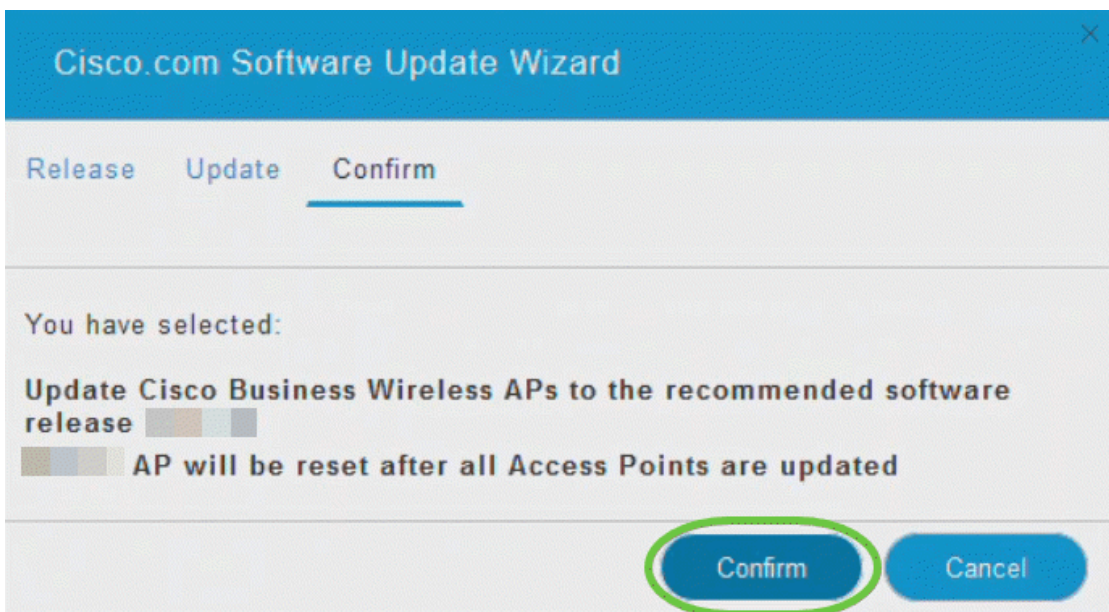 Cisco.com Software Update Wizard
Release Update Confirm
You have selected:
Update Cisco Business Wireless APs to the recommended software
release
AP will be reset after all Access Points are updated
Confirm Cancel